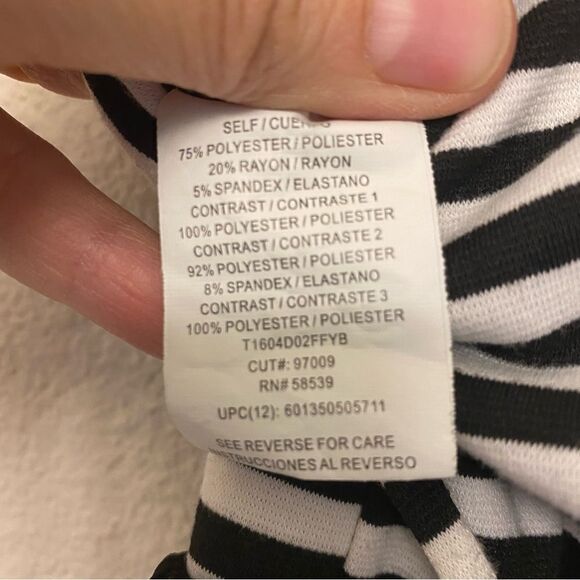 SELF / CUERPO
75% POLYESTER / POLIESTER
20% RAYON / RAYON
5% SPANDEX / ELASTANO
CONTRAST / CONTRASTE 1
100% POLYESTER / POLIESTER
CONTRAST / CONTRASTE 2
92% POLYESTER / POLIESTER
8% SPANDEX / ELASTANO
CONTRAST / CONTRASTE 3
100% POLYESTER / POLIESTER
T1604D02FFYB
CUT#: 97009
RN# 58539
UPC(12): 601350505711
SEE REVERSE FOR CARE
INSTRUCCIONES AL REVERSO